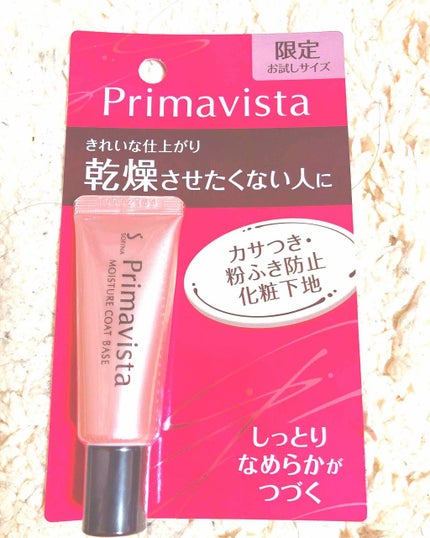 限定
お試しサイズ
Primavista
きれいな仕上がり
乾燥させたくない人に
カサつき・
粉ふき防止
化粧下地
S
SOFINA
Primavista
MOISTURE COAT BASE
しっとり
なめらかが
つづく